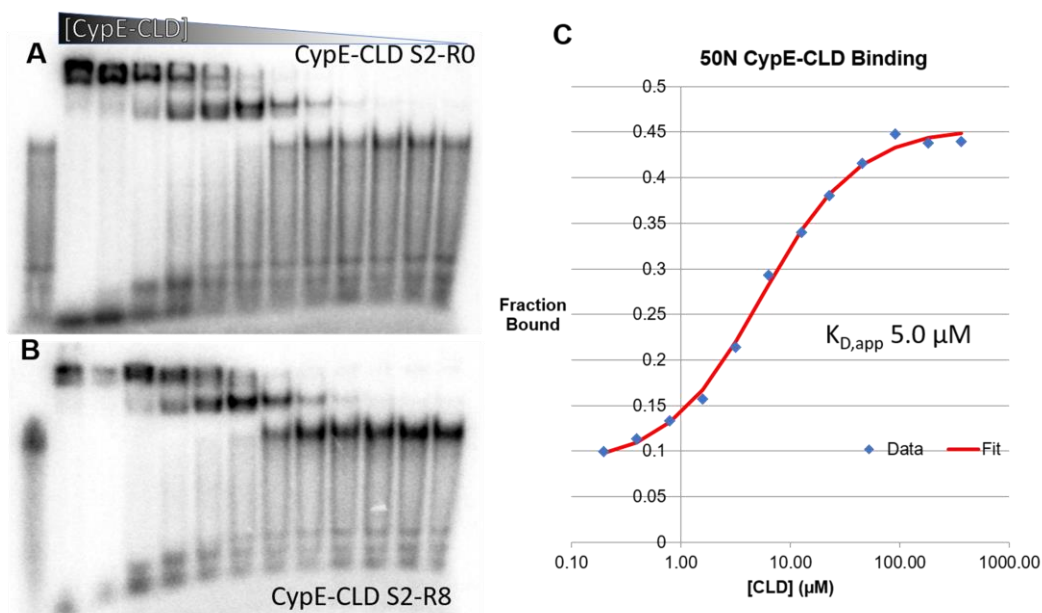 [CypE-CLD]
A
CypE-CLD S2-R0
B
CypE-CLD S2-R8
C
50N CypE-CLD Binding
0.5
0.45
0.4
0.35
0.3
0.25
0.2
0.15
0.1
0.05
0
Fraction
Bound
K_D,app 5.0 µM
Data
Fit
0.10
1.00
10.00
100.00
1000.00
[CLD] (µM)